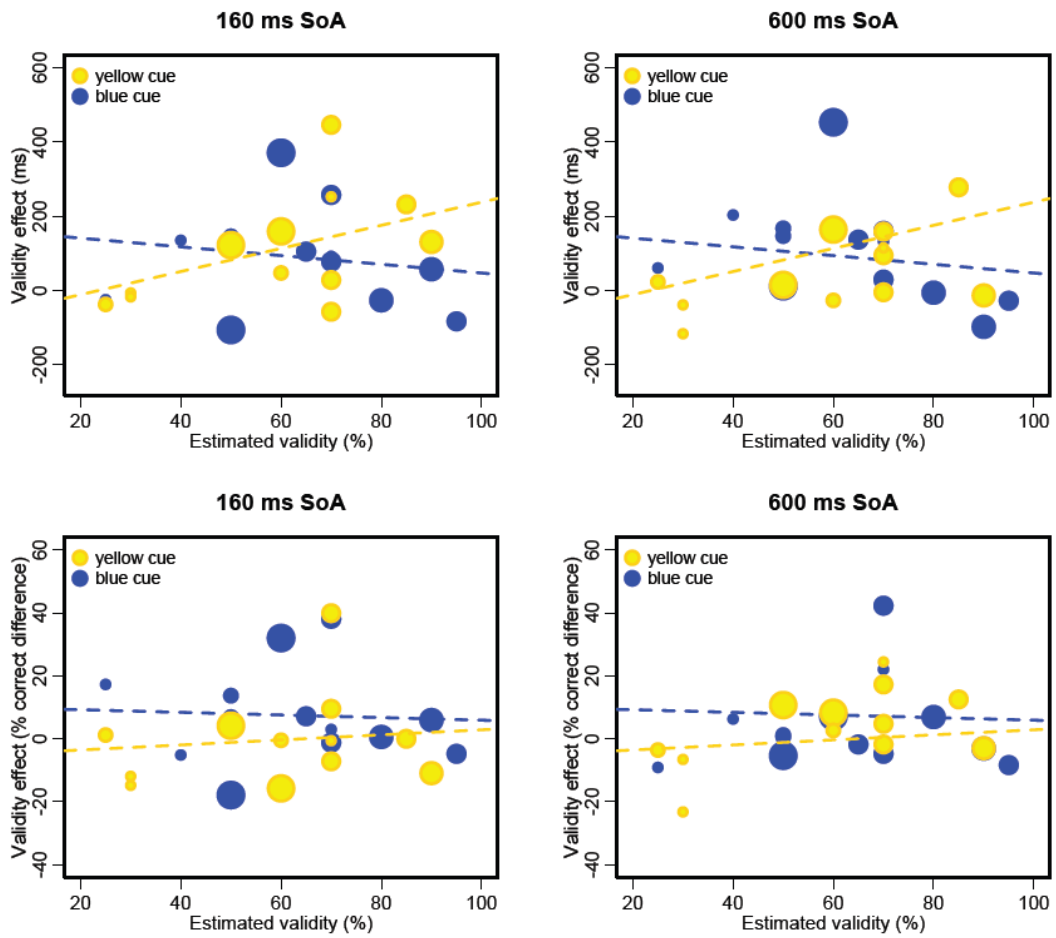 160 ms SoA
600 ms SoA
yellow cue
blue cue
600
400
200
0
-200
Validity effect (ms)
20
40
60
80
100
Estimated validity (%)
yellow cue
blue cue
600
400
200
0
-200
Validity effect (ms)
20
40
60
80
100
Estimated validity (%)
160 ms SoA
600 ms SoA
yellow cue
blue cue
60
40
20
0
-20
-40
Validity effect (% correct difference)
20
40
60
80
100
Estimated validity (%)
yellow cue
blue cue
60
40
20
0
-20
-40
Validity effect (% correct difference)
20
40
60
80
100
Estimated validity (%)